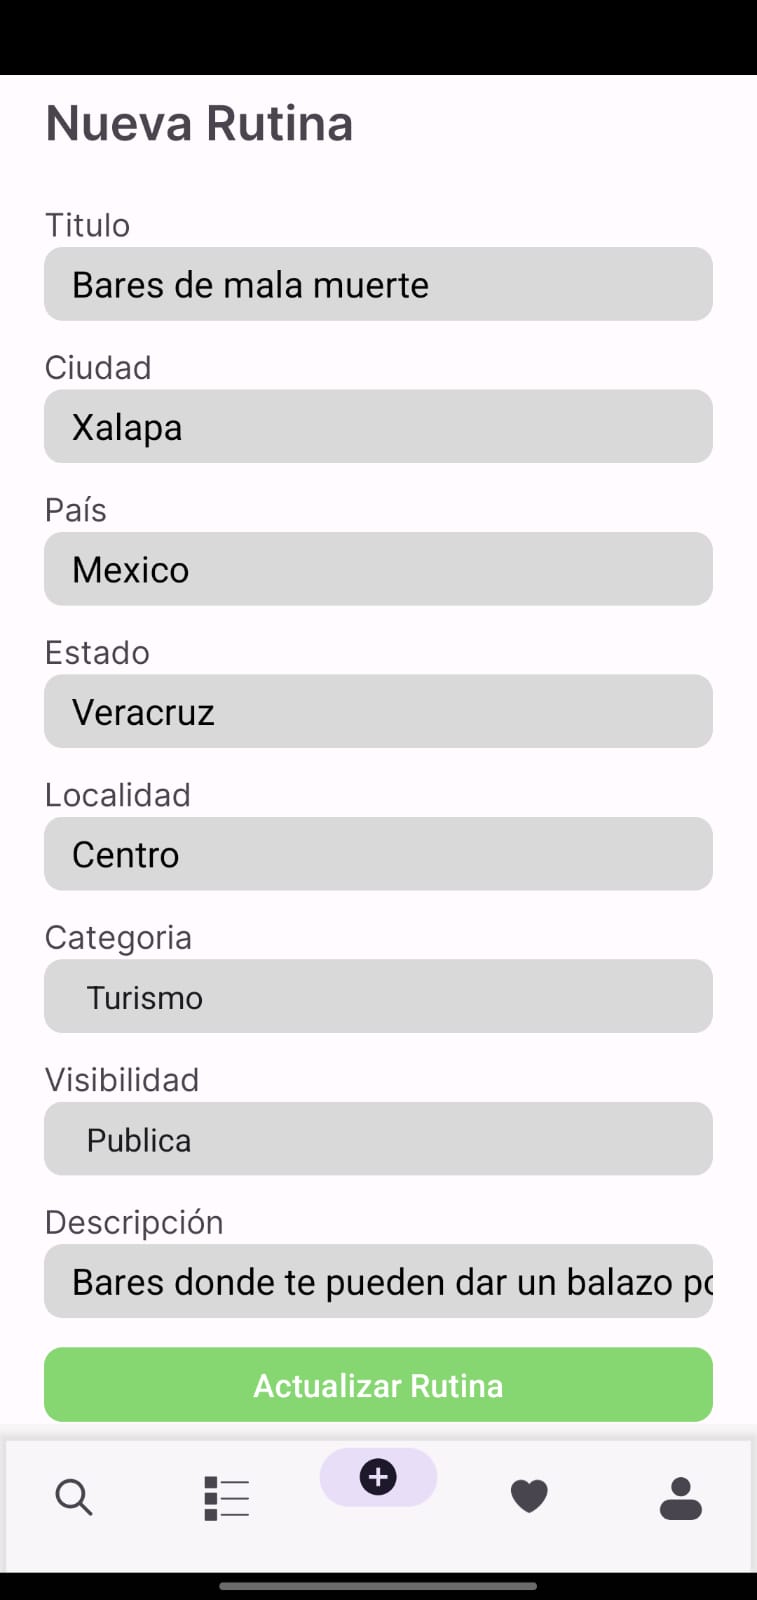 Nueva Rutina
Titulo
Bares de mala muerte
Ciudad
Xalapa
País
Mexico
Estado
Veracruz
Localidad
Centro
Categoria
Turismo
Visibilidad
Publica
Descripción
Bares donde te pueden dar un balazo
Actualizar Rutina